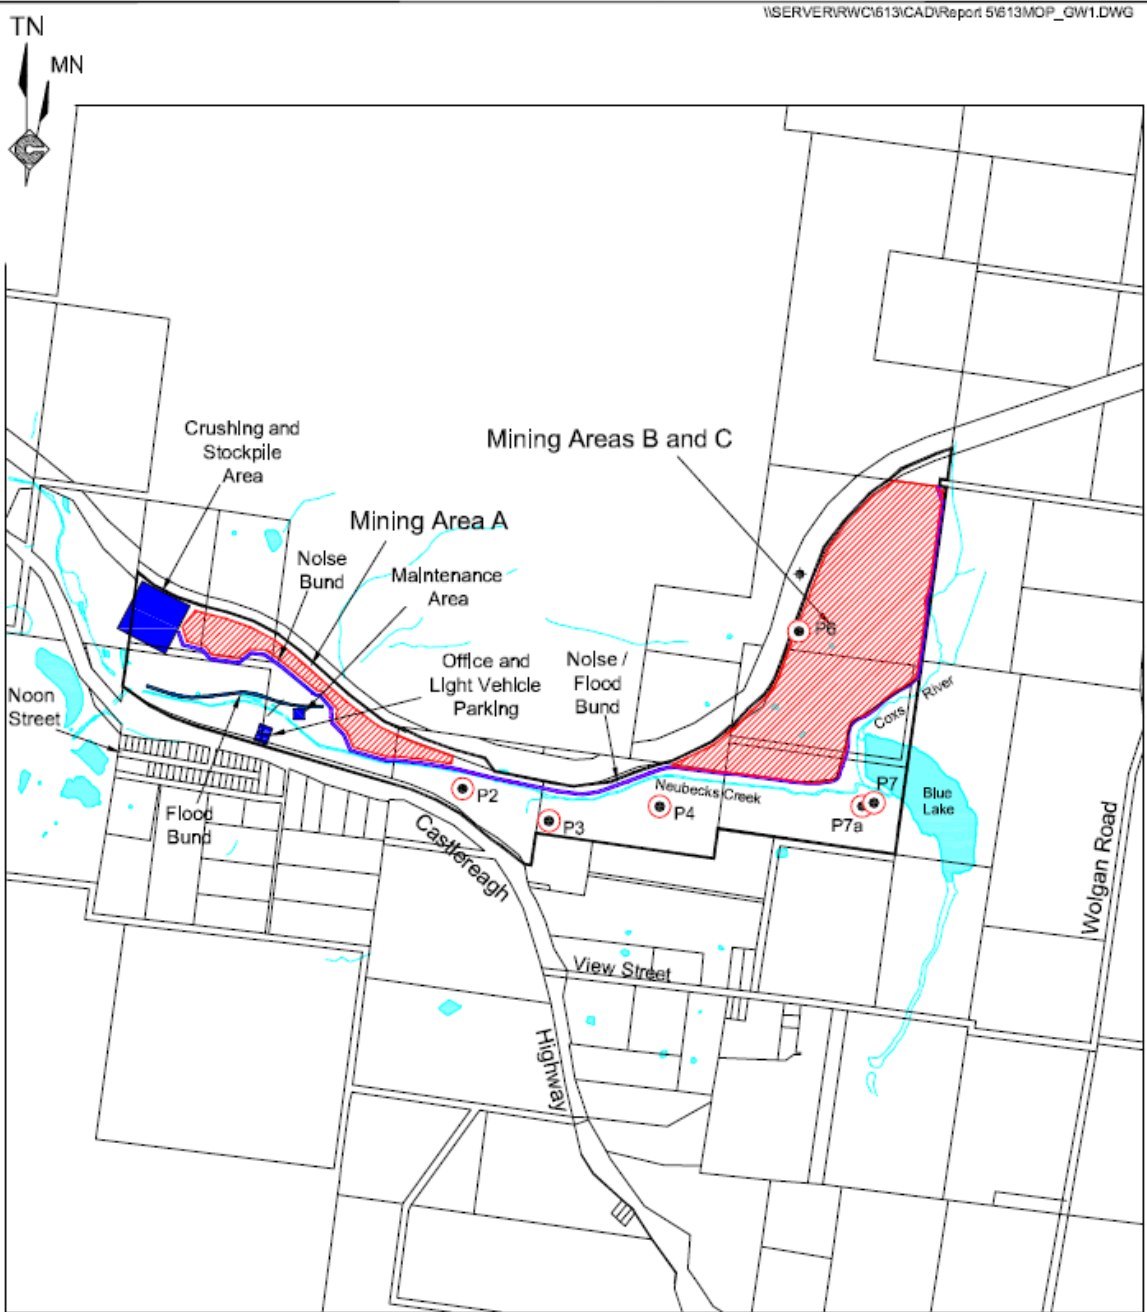 \\SERVER\RWC\613\CAD\Report 5\613MOP_GW1.DWG
TN
MN
Crushing and
Stockpile
Area
Mining Areas B and C
Mining Area A
Noise
Bund
Maintenance
Area
P6
Office and
Light Vehicle
Parking
Noise /
Flood
Bund
Noon
Street
Coxs River
P2
Neubecks Creek
P7
Blue
Lake
P3
P4
P7a
Flood
Bund
Castlereagh
Wolgan Road
View Street
Highway